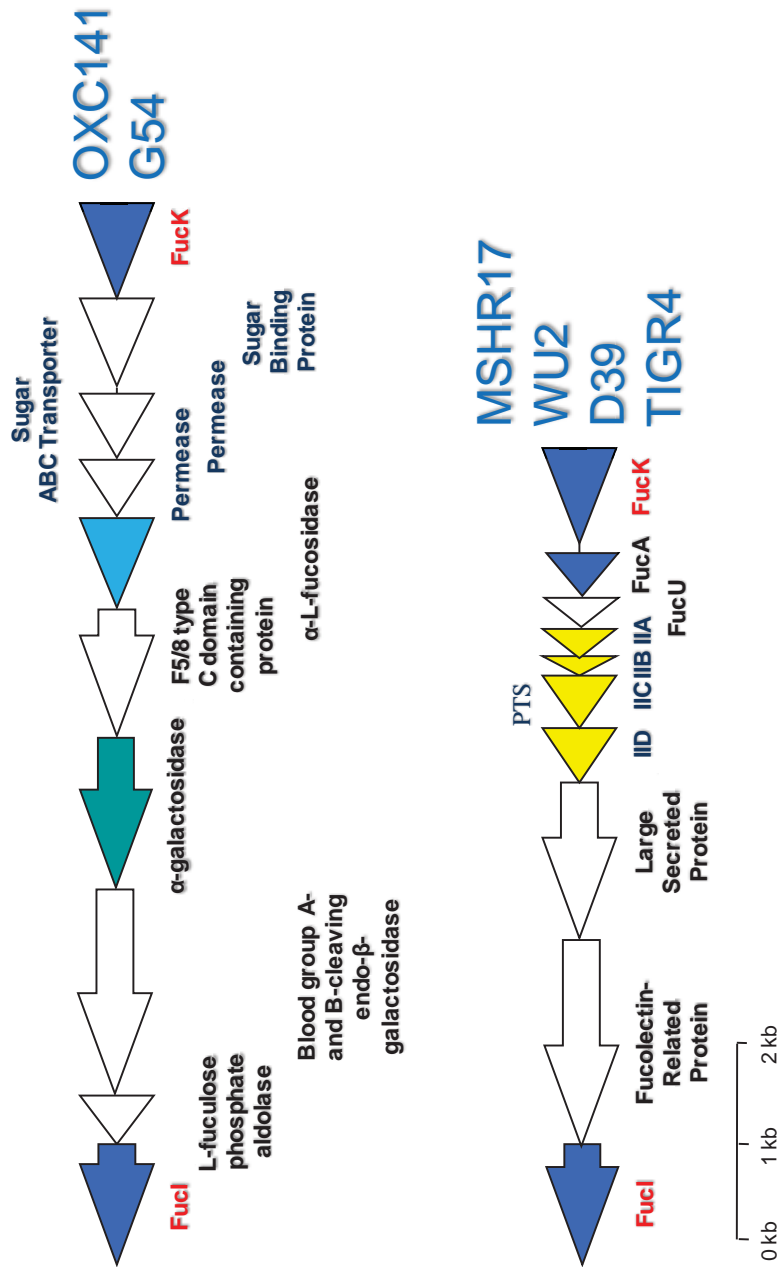 Sugar
ABC Transporter
OXC141
G54
FucI
L-fuculose
phosphate
aldolase
Blood group A-
and B-cleaving
endo-β-
galactosidase
α-galactosidase
F5/8 type
C domain
containing
protein
α-L-fucosidase
Permease
Permease
Sugar
Binding
Protein
FucK
PTS
MSHR17
WU2
D39
TIGR4
FucI
Fucolectin-
Related
Protein
Large
Secreted
Protein
IID
IIC
IIB
IIA
FucU
FucA
FucK
0 kb
1 kb
2 kb